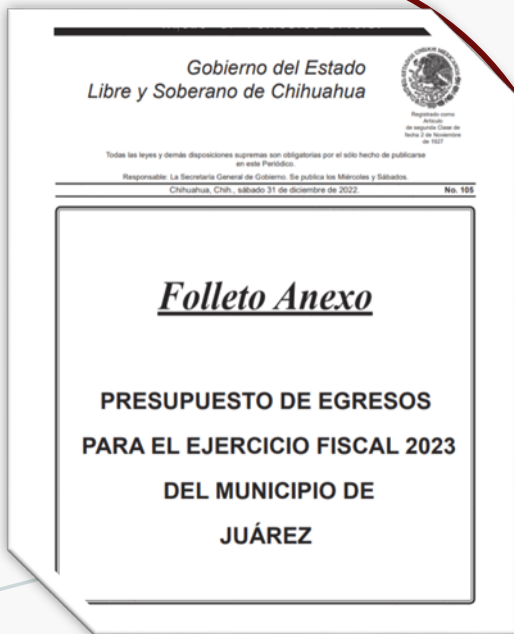 Gobierno del Estado
Libre y Soberano de Chihuahua
Registrado como
Artículo
de segunda Clase de
fecha 2 de Noviembre
de 1927
Todas las leyes y demás disposiciones supremas son obligatorias por el sólo hecho de publicarse
en este Periódico.
Responsable: La Secretaría General de Gobierno. Se publica los Miércoles y Sábados.
Chihuahua, Chih., sábado 31 de diciembre de 2022.
No. 105
Folleto Anexo
PRESUPUESTO DE EGRESOS
PARA EL EJERCICIO FISCAL 2023
DEL MUNICIPIO DE
JUÁREZ